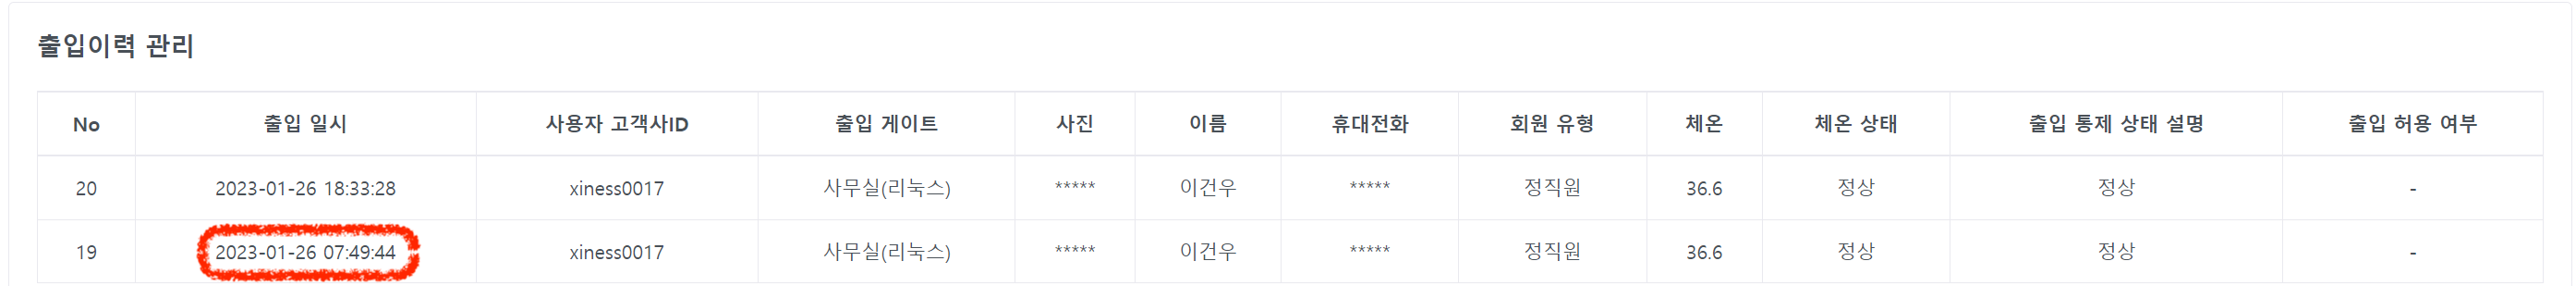 출입이력 관리
No 출입 일시 사용자 고객사ID 출입 게이트 사진 이름 휴대전화 회원 유형 체온 체온 상태 출입 통제 상태 설명 출입 허용 여부
20 2023-01-26 18:33:28 xiness0017 사무실(리눅스) ***** 이건우 ***** 정직원 36.6 정상 정상 -
19 2023-01-26 07:49:44 xiness0017 사무실(리눅스) ***** 이건우 ***** 정직원 36.6 정상 정상 -